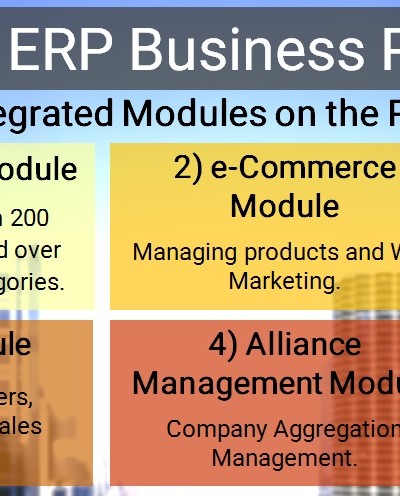 ERP Business P
egrated Modules on the P
odule
n 200
d over
gories.
2) e-Commerce
Module
Managing products and W
Marketing.
ule
ers,
ales
4) Alliance
Management Modu
Company Aggregation
Management.